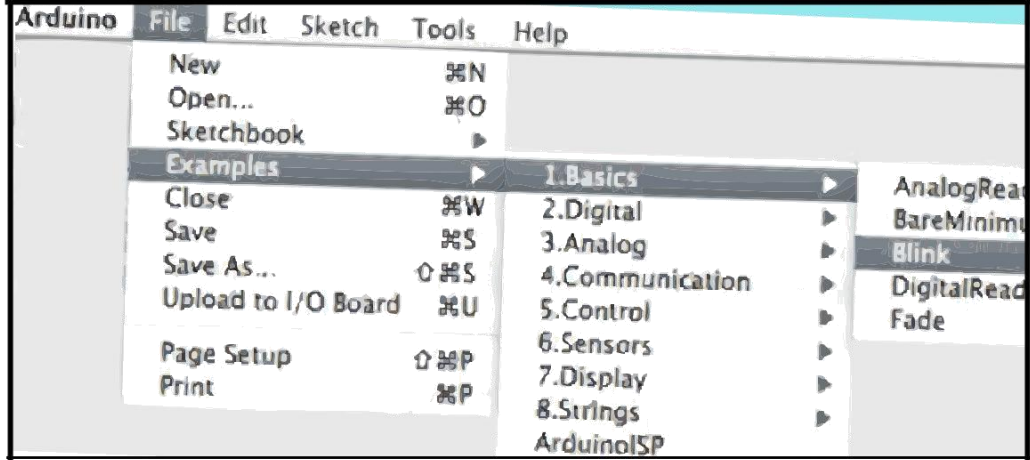 Arduino File Edit Sketch Tools Help
New ⌘N
Open... ⌘O
Sketchbook
Examples
Close ⌘W
Save ⌘S
Save As... ⇧⌘S
Upload to I/O Board ⌘U
Page Setup ⇧⌘P
Print ⌘P
1.Basics
2.Digital
3.Analog
4.Communication
5.Control
6.Sensors
7.Display
8.Strings
ArduinoISP
AnalogRead
BareMinimu
Blink
DigitalRead
Fade